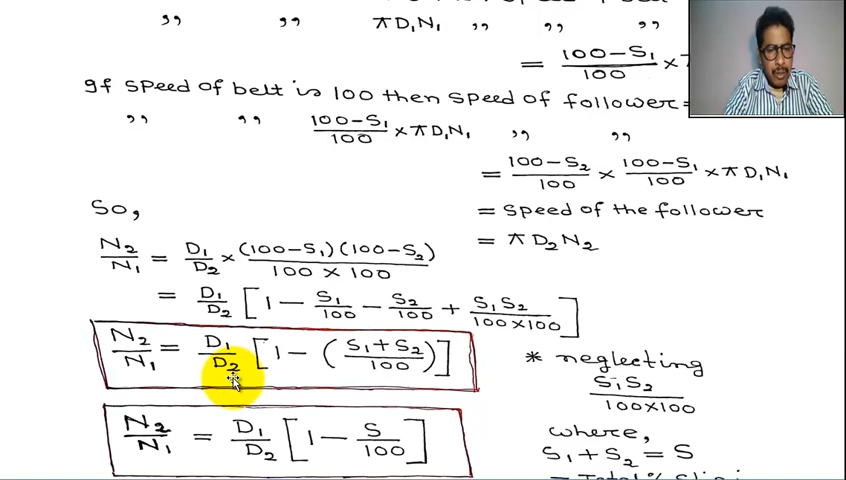 ,, ,, πD₁N₁ ,, ,, ,,
= (100-S₁)/100 × π
If speed of belt is 100 then speed of follower =
,, ,, (100-S₁)/100 × πD₁N₁ ,, ,,
= (100-S₂)/100 × (100-S₁)/100 × πD₁N₁
So,
= speed of the follower
= πD₂N₂
N₂/N₁ = D₁/D₂ × (100-S₁)(100-S₂)/(100×100)
= D₁/D₂ [1 - S₁/100 - S₂/100 + S₁S₂/(100×100)]
N₂/N₁ = D₁/D₂ [1 - ((S₁+S₂)/100)]
* neglecting
S₁S₂/(100×100)
N₂/N₁ = D₁/D₂ [1 - S/100]
where,
S₁+S₂ = S
= Total %